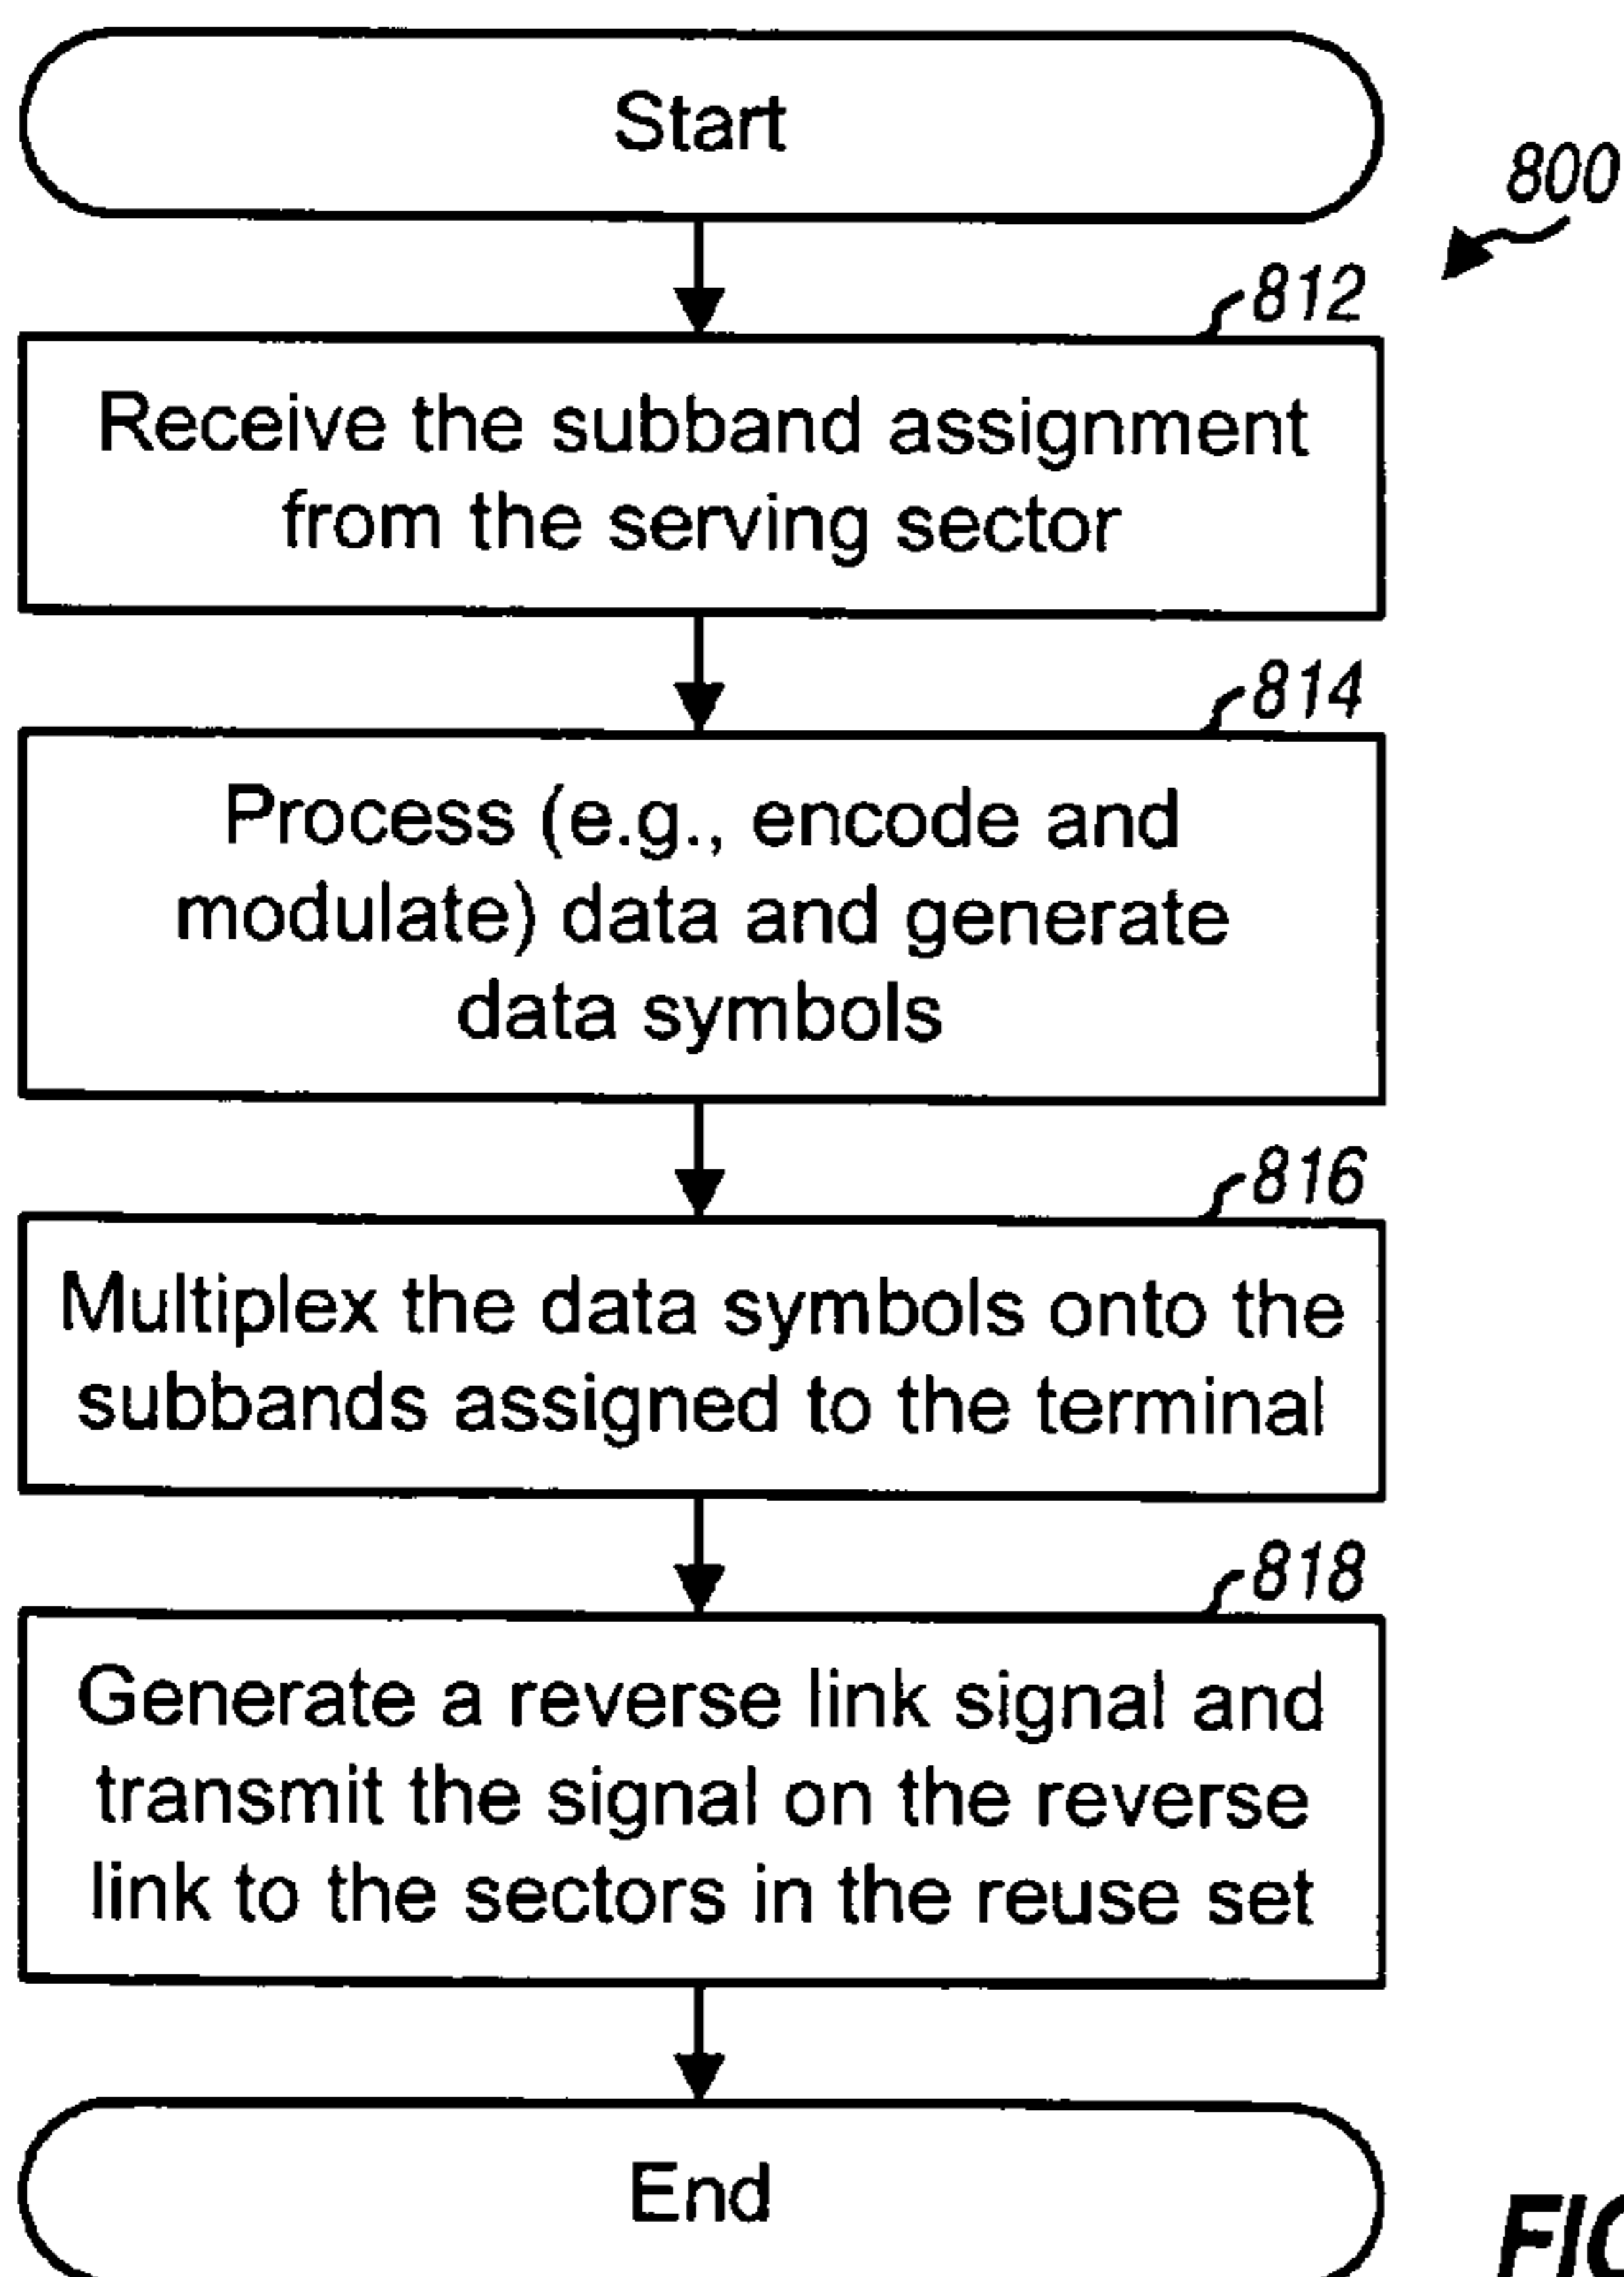 Start
800
812
Receive the subband assignment
from the serving sector
814
Process (e.g., encode and
modulate) data and generate
data symbols
816
Multiplex the data symbols onto the
subbands assigned to the terminal
818
Generate a reverse link signal and
transmit the signal on the reverse
link to the sectors in the reuse set
End